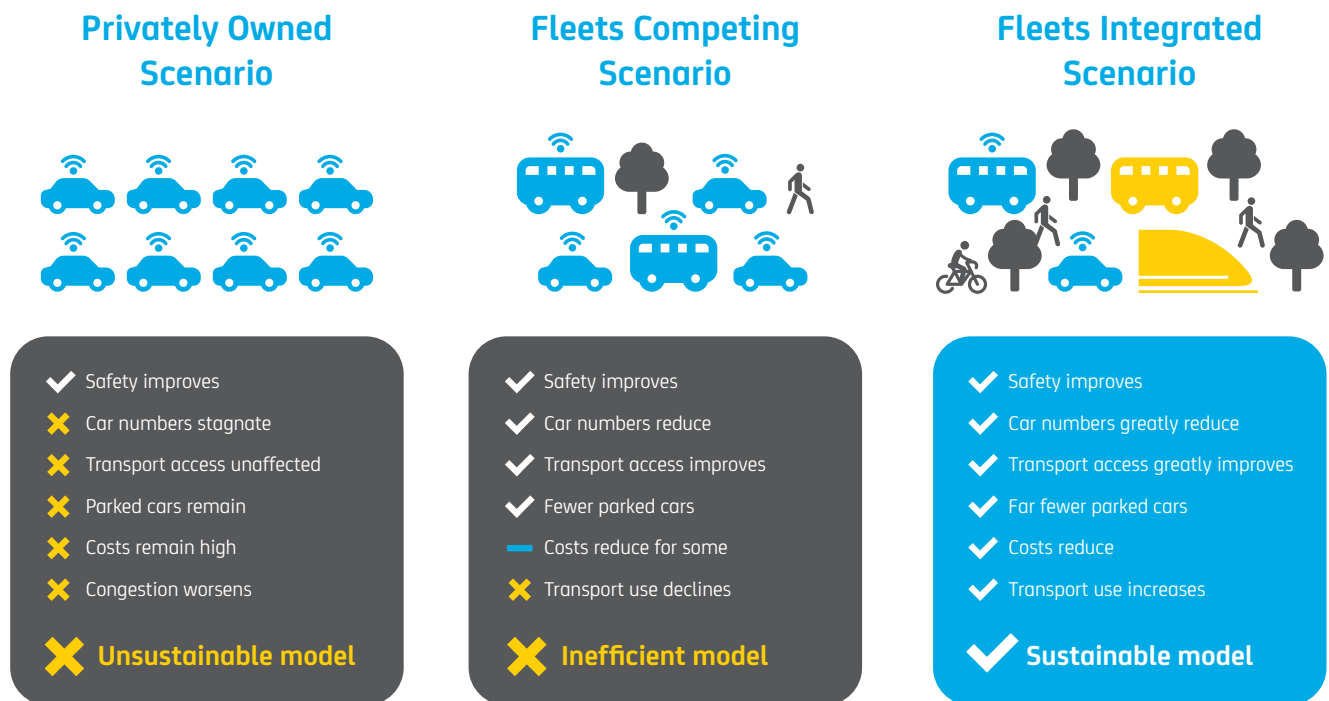 Privately Owned
Scenario
Safety improves
Car numbers stagnate
Transport access unaffected
Parked cars remain
Costs remain high
Congestion worsens
Unsustainable model
Fleets Competing
Scenario
Safety improves
Car numbers reduce
Transport access improves
Fewer parked cars
Costs reduce for some
Transport use declines
Inefficient model
Fleets Integrated
Scenario
Safety improves
Car numbers greatly reduce
Transport access greatly improves
Far fewer parked cars
Costs reduce
Transport use increases
Sustainable model